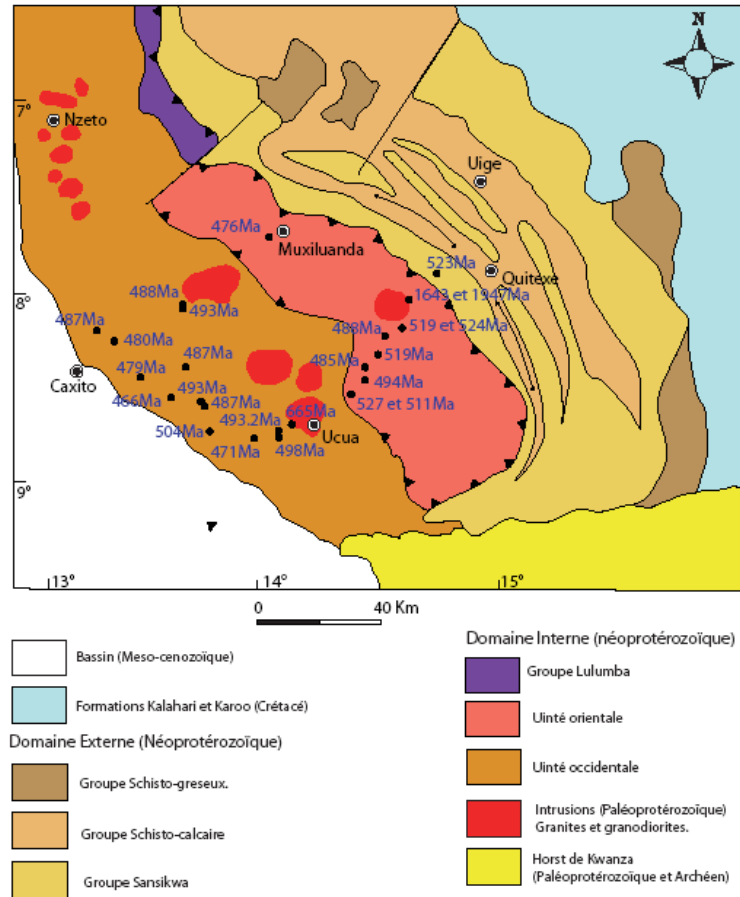 N
7°
Nzeto
Uige
476Ma
Muxiluanda
523Ma
Quitexe
8°
488Ma
493Ma
1643 et 1947Ma
487Ma
480Ma
488Ma
519 et 524Ma
487Ma
485Ma
519Ma
479Ma
Caxito
493Ma
494Ma
466Ma
487Ma
527 et 511Ma
493.2Ma
665Ma
504Ma
Ucua
471Ma
498Ma
9°
13°
14°
15°
0
40 Km
Bassin (Meso-cenozoïque)
Formations Kalahari et Karoo (Crétacé)
Domaine Externe (Néoprotérozoïque)
Groupe Schisto-greseux.
Groupe Schisto-calcaire
Groupe Sansikwa
Domaine Interne (néoprotérozoïque)
Groupe Lulumba
Uinté orientale
Uinté occidentale
Intrusions (Paléoprotérozoïque)
Granites et granodiorites.
Horst de Kwanza
(Paléoprotérozoïque et Archéen)